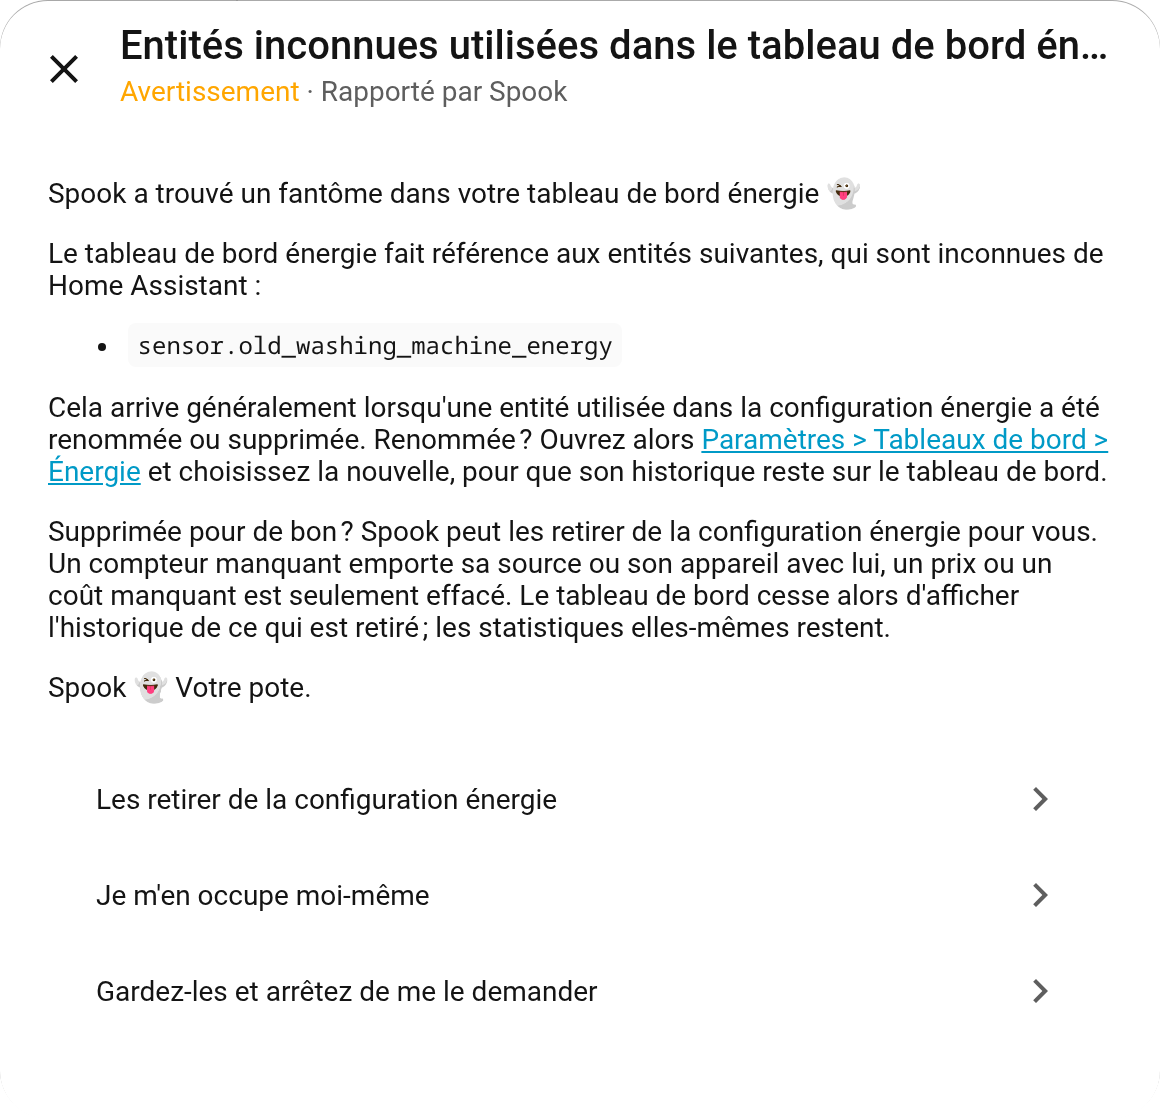 Entités inconnues utilisées dans le tableau de bord én...
Avertissement · Rapporté par Spook
Spook a trouvé un fantôme dans votre tableau de bord énergie 👻
Le tableau de bord énergie fait référence aux entités suivantes, qui sont inconnues de
Home Assistant :
• sensor.old_washing_machine_energy
Cela arrive généralement lorsqu'une entité utilisée dans la configuration énergie a été
renommée ou supprimée. Renommée ? Ouvrez alors Paramètres > Tableaux de bord >
Énergie et choisissez la nouvelle, pour que son historique reste sur le tableau de bord.
Supprimée pour de bon ? Spook peut les retirer de la configuration énergie pour vous.
Un compteur manquant emporte sa source ou son appareil avec lui, un prix ou un
coût manquant est seulement effacé. Le tableau de bord cesse alors d'afficher
l'historique de ce qui est retiré ; les statistiques elles-mêmes restent.
Spook 👻 Votre pote.
Les retirer de la configuration énergie
Je m'en occupe moi-même
Gardez-les et arrêtez de me le demander